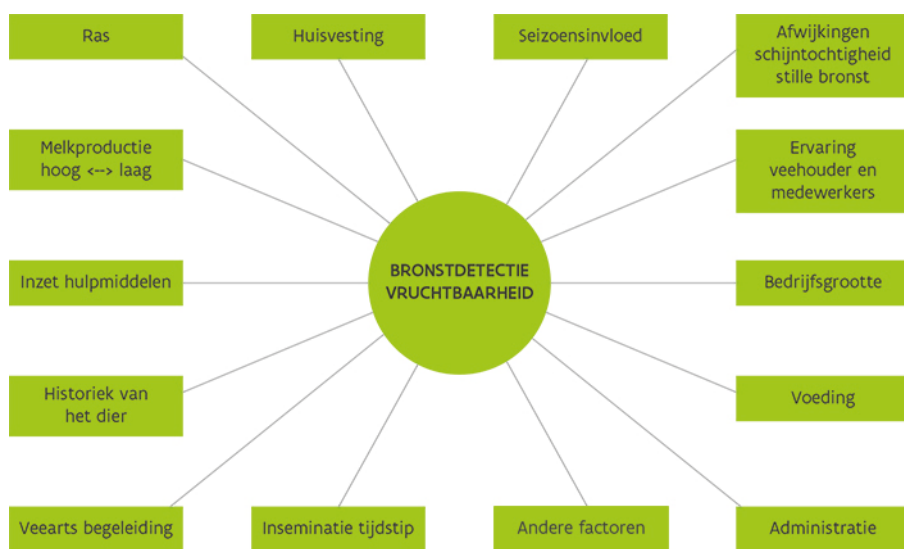 Ras
Huisvesting
Seizoensinvloed
Afwijkingen
schijntochtigheid
stille bronst
Melkproductie
hoog <--> laag
Ervaring
veehouder en
medewerkers
BRONSTDETECTIE
VRUCHTBAARHEID
Inzet hulpmiddelen
Bedrijfsgrootte
Historiek van
het dier
Voeding
Veearts begeleiding
Inseminatie tijdstip
Andere factoren
Administratie